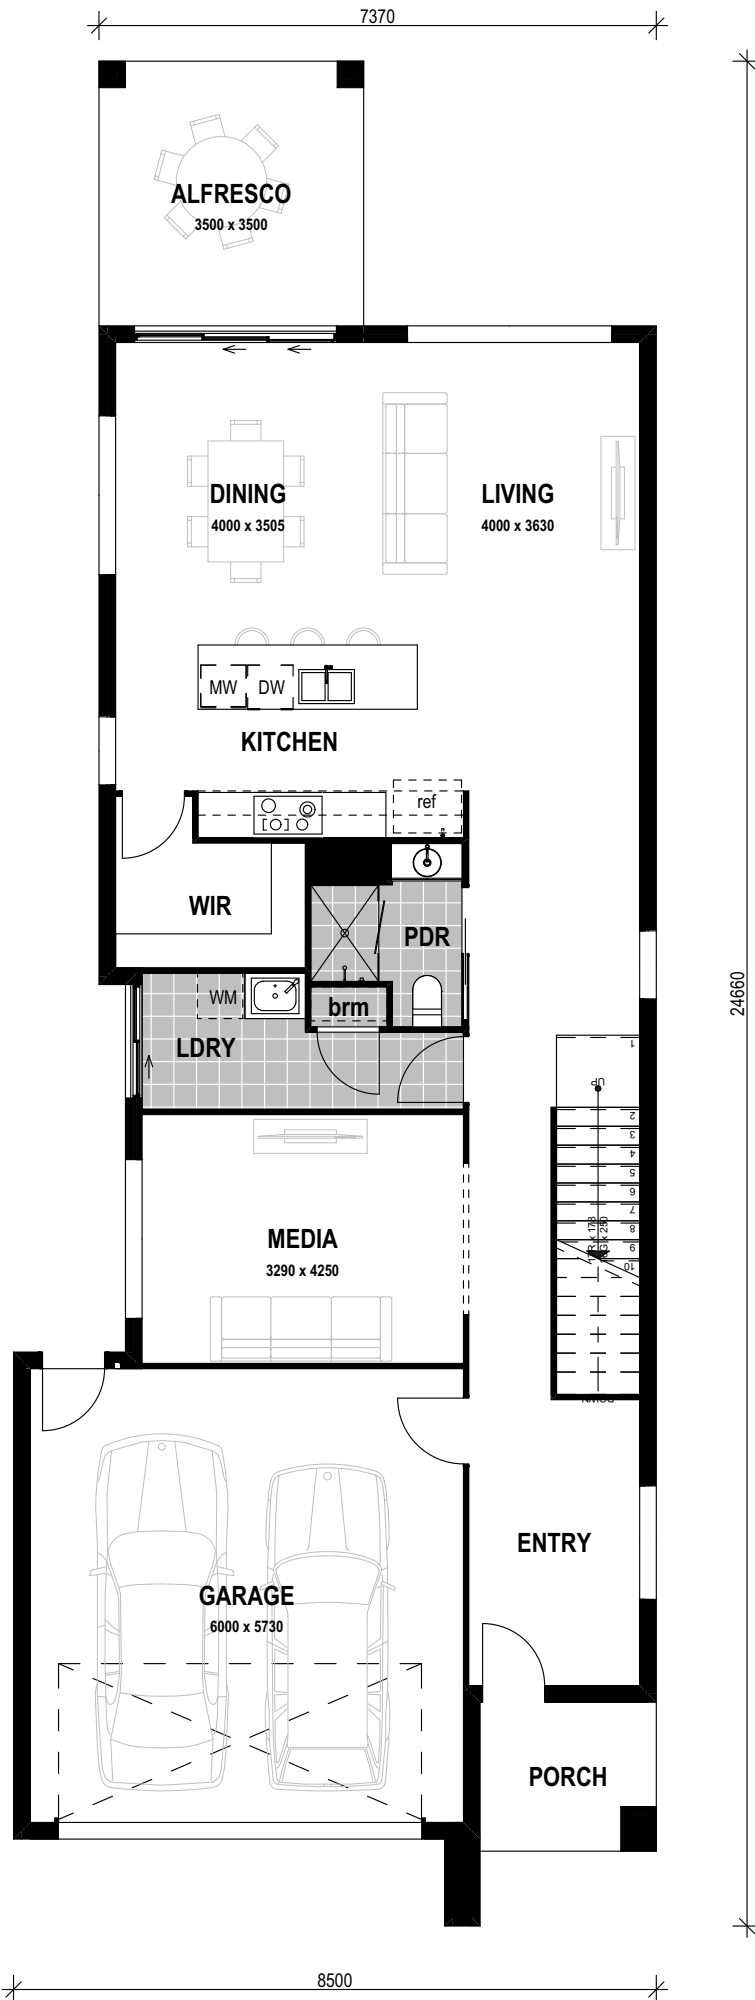 7370
ALFRESCO
3500 x 3500
DINING
4000 x 3505
LIVING
4000 x 3630
MW
DW
KITCHEN
ref
WIR
PDR
24660
WM
brm
LDRY
1
UP
2
3
4
5
6
7
8
9
10
MEDIA
3290 x 4250
DOWN
ENTRY
GARAGE
6000 x 5730
PORCH
8500